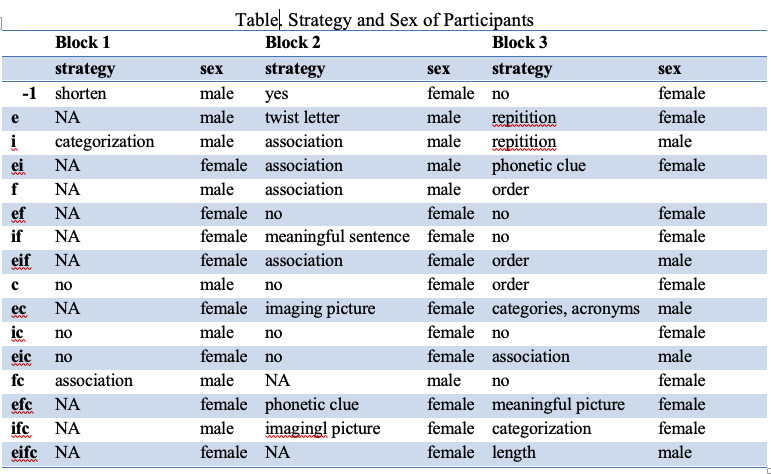 Table. Strategy and Sex of Participants
Block 1 Block 2 Block 3
strategy sex strategy sex strategy sex
-1 shorten male yes female no female
e NA male twist letter male repitition female
i categorization male association male repitition male
ei NA female association male phonetic clue female
f NA male association male order
ef NA female no female no female
if NA female meaningful sentence female no female
eif NA female association female order male
c no male no female order female
ec NA female imaging picture female categories, acronyms male
ic no male no female no female
eic no female no female association male
fc association male NA male no female
efc NA female phonetic clue female meaningful picture female
ifc NA male imagingl picture female categorization female
eifc NA female NA female length male